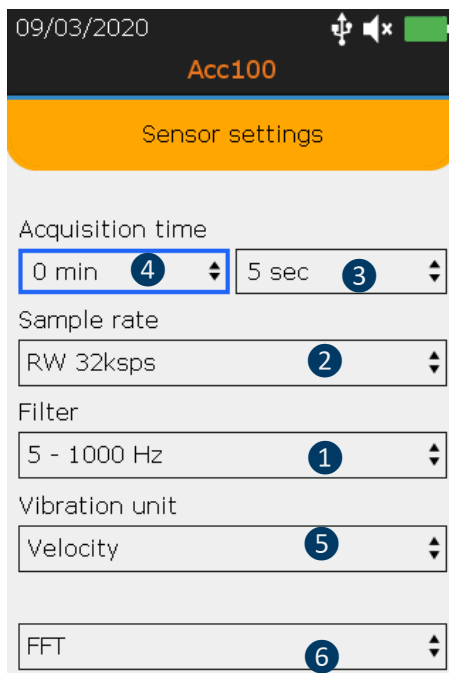 09/03/2020
Acc100
Sensor settings
Acquisition time
0 min 4 5 sec 3
Sample rate
RW 32ksps 2
Filter
5 - 1000 Hz 1
Vibration unit
Velocity 5
FFT 6